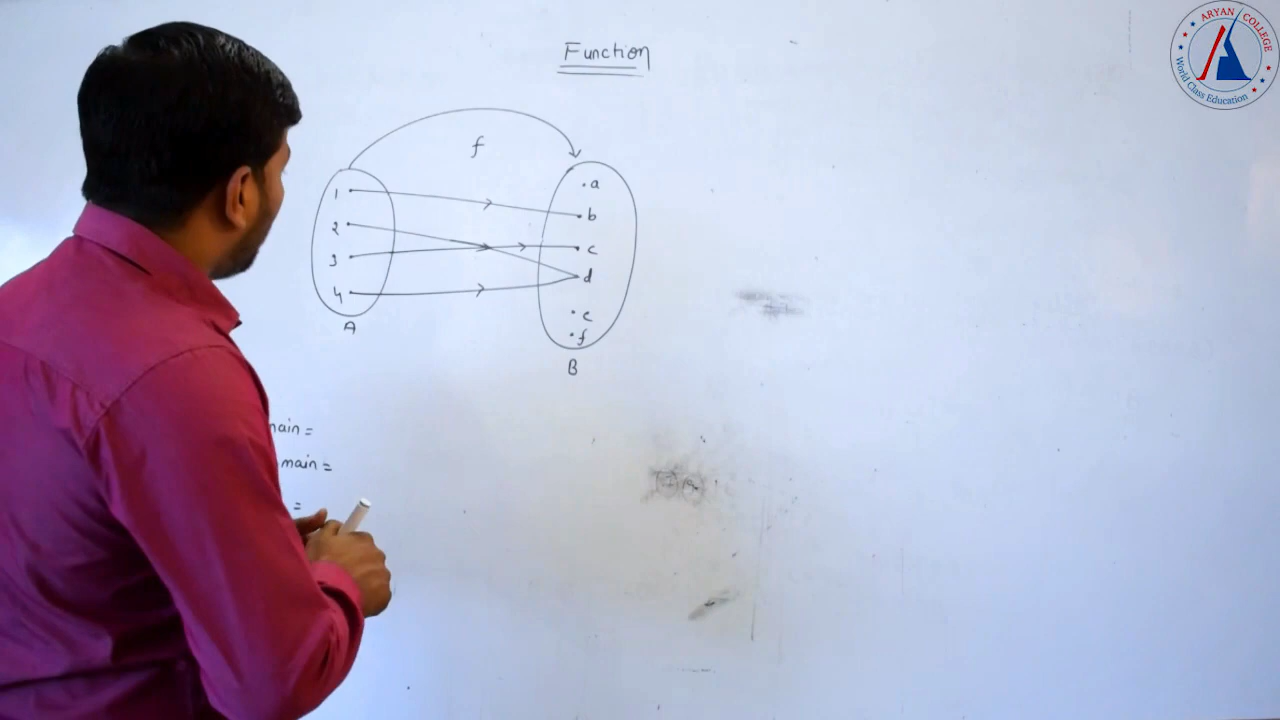 Function
f
1
2
3
4
A
a
b
c
d
e
f
B
main =
main =
=
ARYAN COLLEGE
World Class Education